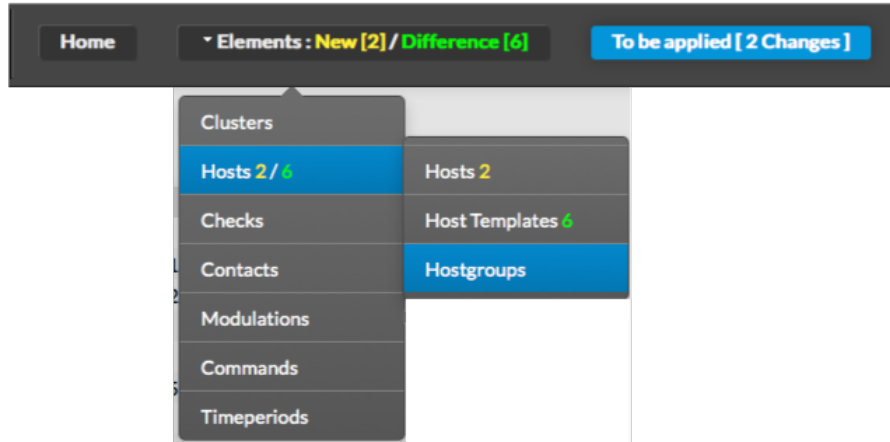 Home
Elements : New [2] / Difference [6]
To be applied [ 2 Changes ]
Clusters
Hosts 2 / 6
Checks
Contacts
Modulations
Commands
Timeperiods
Hosts 2
Host Templates 6
Hostgroups